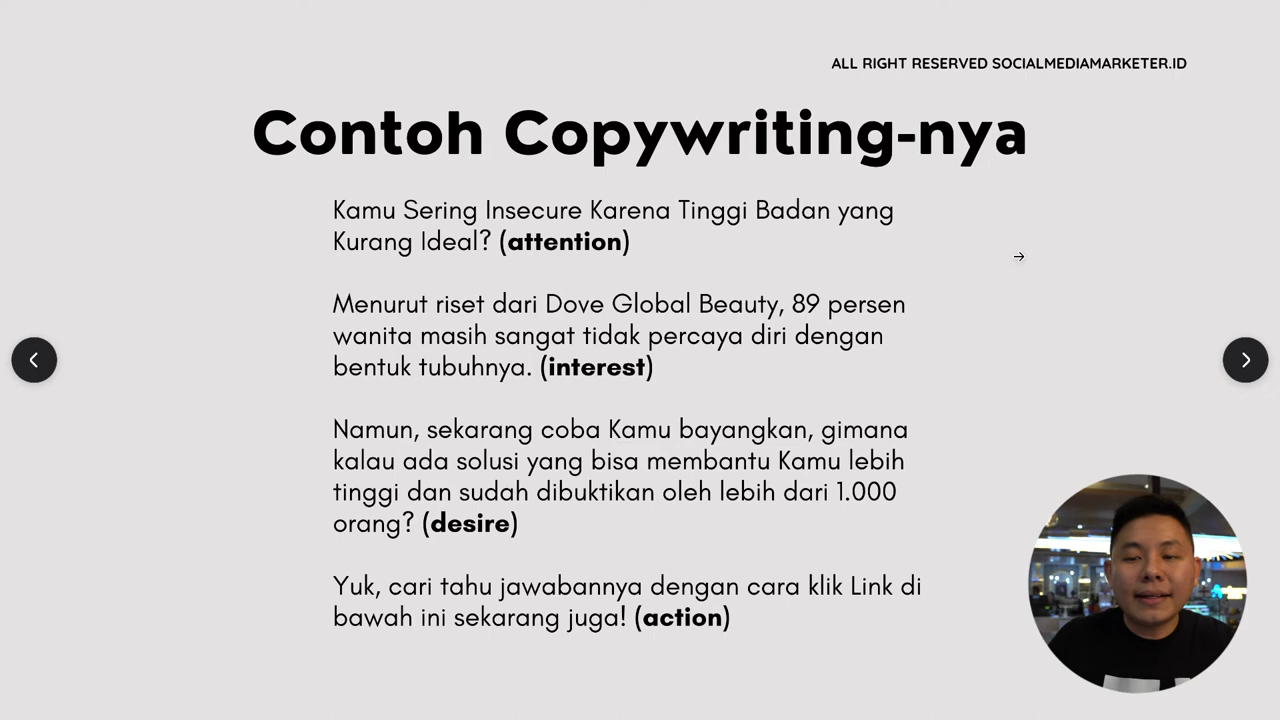 ALL RIGHT RESERVED SOCIALMEDIAMARKETER.ID
Contoh Copywriting-nya
Kamu Sering Insecure Karena Tinggi Badan yang
Kurang Ideal? (attention)
Menurut riset dari Dove Global Beauty, 89 persen
wanita masih sangat tidak percaya diri dengan
bentuk tubuhnya. (interest)
Namun, sekarang coba Kamu bayangkan, gimana
kalau ada solusi yang bisa membantu Kamu lebih
tinggi dan sudah dibuktikan oleh lebih dari 1.000
orang? (desire)
Yuk, cari tahu jawabannya dengan cara klik Link di
bawah ini sekarang juga! (action)